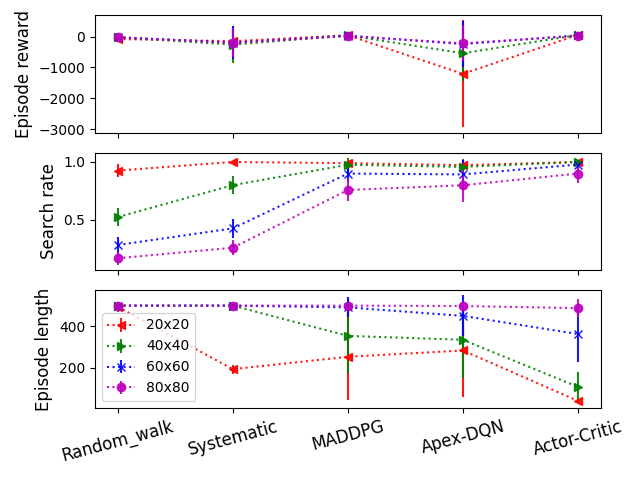 Episode reward
0
−1000
−2000
−3000
Search rate
1.0
0.5
Episode length
400
200
20x20
40x40
60x60
80x80
Random_walk
Systematic
MADDPG
Apex-DQN
Actor-Critic